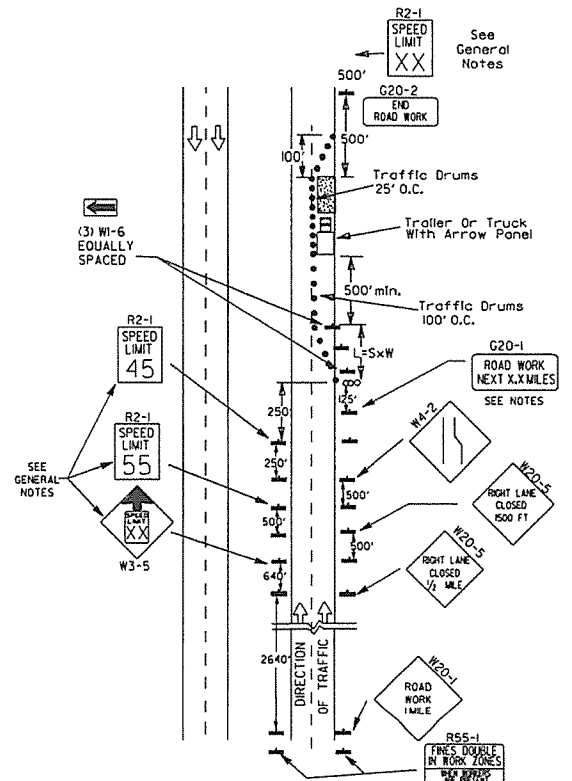 R2-1
SPEED
LIMIT
XX
See
General
Notes
500'
G20-2
END
ROAD WORK
500'
100'
Traffic Drums
25' O.C.
Trailer Or Truck
With Arrow Panel
(3) W1-6
EQUALLY
SPACED
500' min.
Traffic Drums
100' O.C.
L=SxW
R2-1
SPEED
LIMIT
45
G20-1
ROAD WORK
NEXT X.X MILES
SEE NOTES
125'
250'
250'
R2-1
SPEED
LIMIT
55
W4-2
SEE
GENERAL
NOTES
500'
500'
W20-5
RIGHT LANE
CLOSED
1500 FT
SPEED
LIMIT
XX
W3-5
500'
640'
W20-5
RIGHT LANE
CLOSED
1/2 MILE
2640'
DIRECTION
OF TRAFFIC
W20-1
ROAD
WORK
1 MILE
R55-1
FINES DOUBLE
IN WORK ZONES
WHEN WORKERS
ARE PRESENT